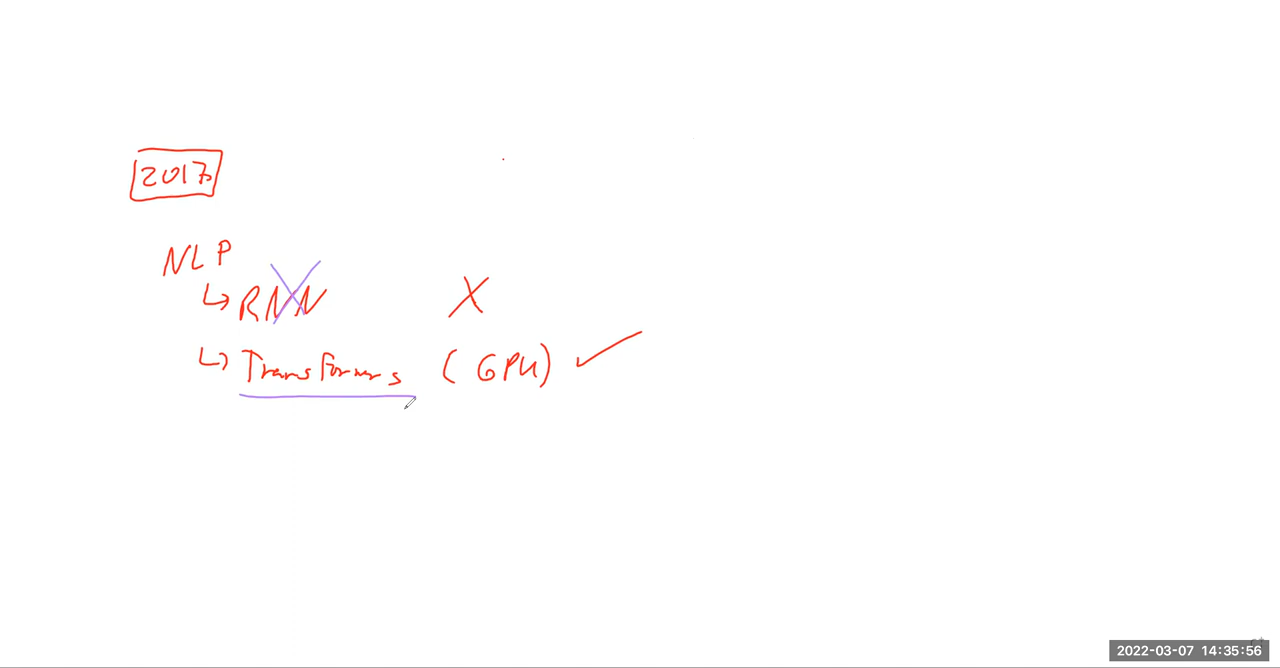 2017
NLP
↳ RNN X
↳ Transformers (GPU) ✓
2022-03-07 14:35:56